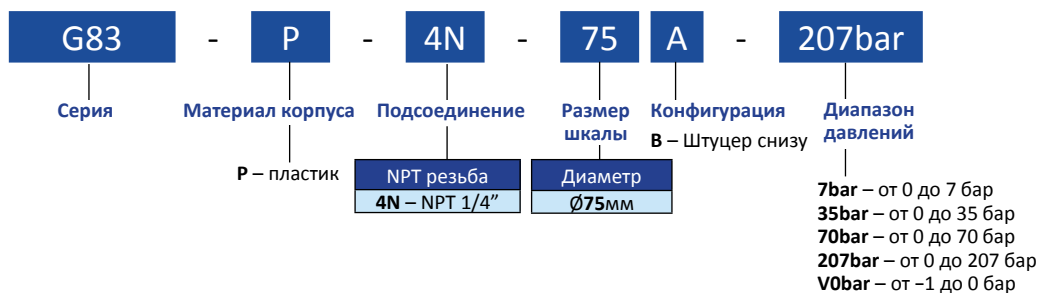 G83 - P - 4N - 75 A - 207bar
Серия
Материал корпуса
P – пластик
Подсоединение
NPT резьба
4N – NPT 1/4”
Размер
шкалы
Диаметр
Ø75мм
Конфигурация
B – Штуцер снизу
Диапазон
давлений
7bar – от 0 до 7 бар
35bar – от 0 до 35 бар
70bar – от 0 до 70 бар
207bar – от 0 до 207 бар
V0bar – от −1 до 0 бар